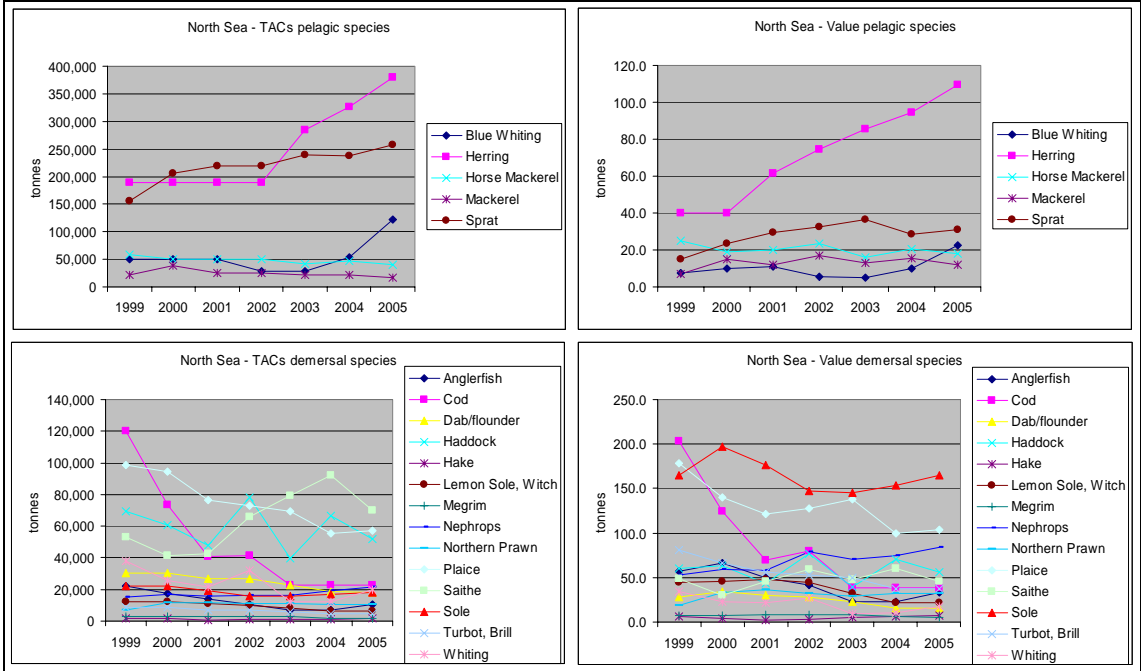 North Sea - TACs pelagic species
400,000
350,000
300,000
250,000
200,000
150,000
100,000
50,000
0
tonnes
1999 2000 2001 2002 2003 2004 2005
Blue Whiting
Herring
Horse Mackerel
Mackerel
Sprat
North Sea - Value pelagic species
120.0
100.0
80.0
60.0
40.0
20.0
0.0
tonnes
1999 2000 2001 2002 2003 2004 2005
Blue Whiting
Herring
Horse Mackerel
Mackerel
Sprat
North Sea - TACs demersal species
140,000
120,000
100,000
80,000
60,000
40,000
20,000
0
tonnes
1999 2000 2001 2002 2003 2004 2005
Anglerfish
Cod
Dab/flounder
Haddock
Hake
Lemon Sole, Witch
Megrim
Nephrops
Northern Prawn
Plaice
Saithe
Sole
Turbot, Brill
Whiting
North Sea - Value demersal species
250.0
200.0
150.0
100.0
50.0
0.0
tonnes
1999 2000 2001 2002 2003 2004 2005
Anglerfish
Cod
Dab/flounder
Haddock
Hake
Lemon Sole, Witch
Megrim
Nephrops
Northern Prawn
Plaice
Saithe
Sole
Turbot, Brill
Whiting